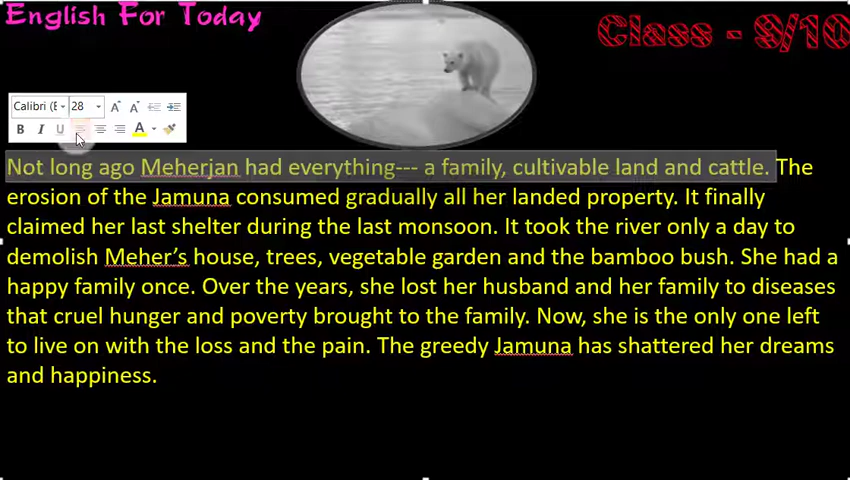 English For Today
Class - 9/10
Calibri (E 28
B I U A
Not long ago Meherjan had everything--- a family, cultivable land and cattle. The
erosion of the Jamuna consumed gradually all her landed property. It finally
claimed her last shelter during the last monsoon. It took the river only a day to
demolish Meher’s house, trees, vegetable garden and the bamboo bush. She had a
happy family once. Over the years, she lost her husband and her family to diseases
that cruel hunger and poverty brought to the family. Now, she is the only one left
to live on with the loss and the pain. The greedy Jamuna has shattered her dreams
and happiness.